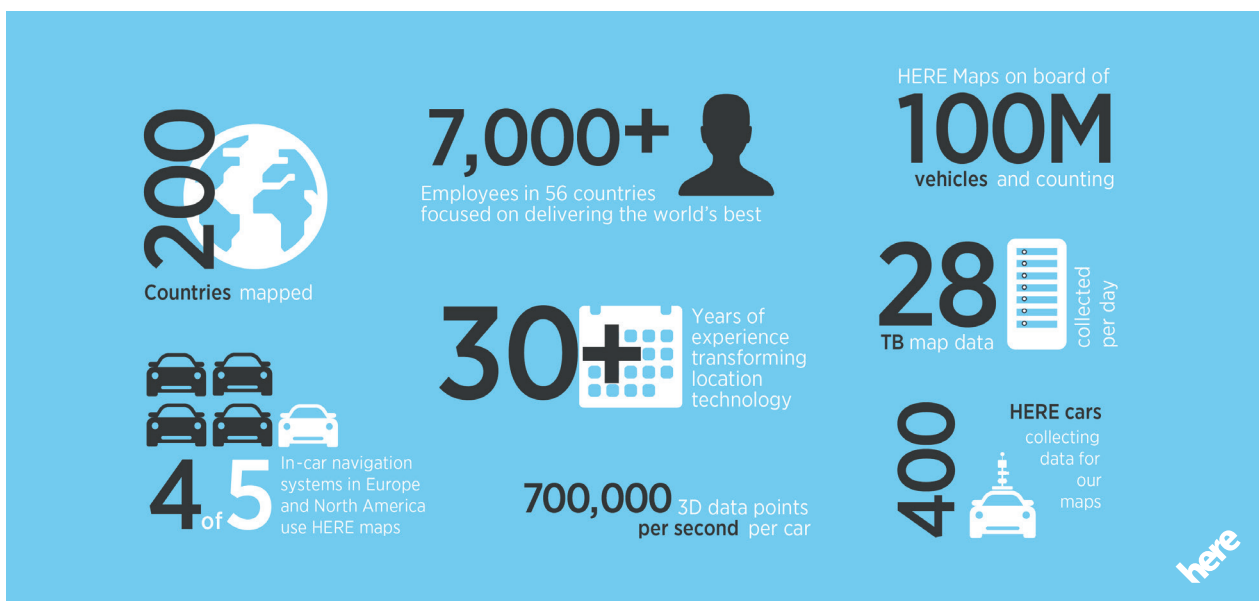 200
Countries mapped
4 of 5
In-car navigation
systems in Europe
and North America
use HERE maps
7,000+
Employees in 56 countries
focused on delivering the world's best
30+
Years of
experience
transforming
location
technology
700,000 3D data points
per second per car
HERE Maps on board of
100M
vehicles and counting
28
TB map data
collected
per day
400
HERE cars
collecting
data for
our
maps
here